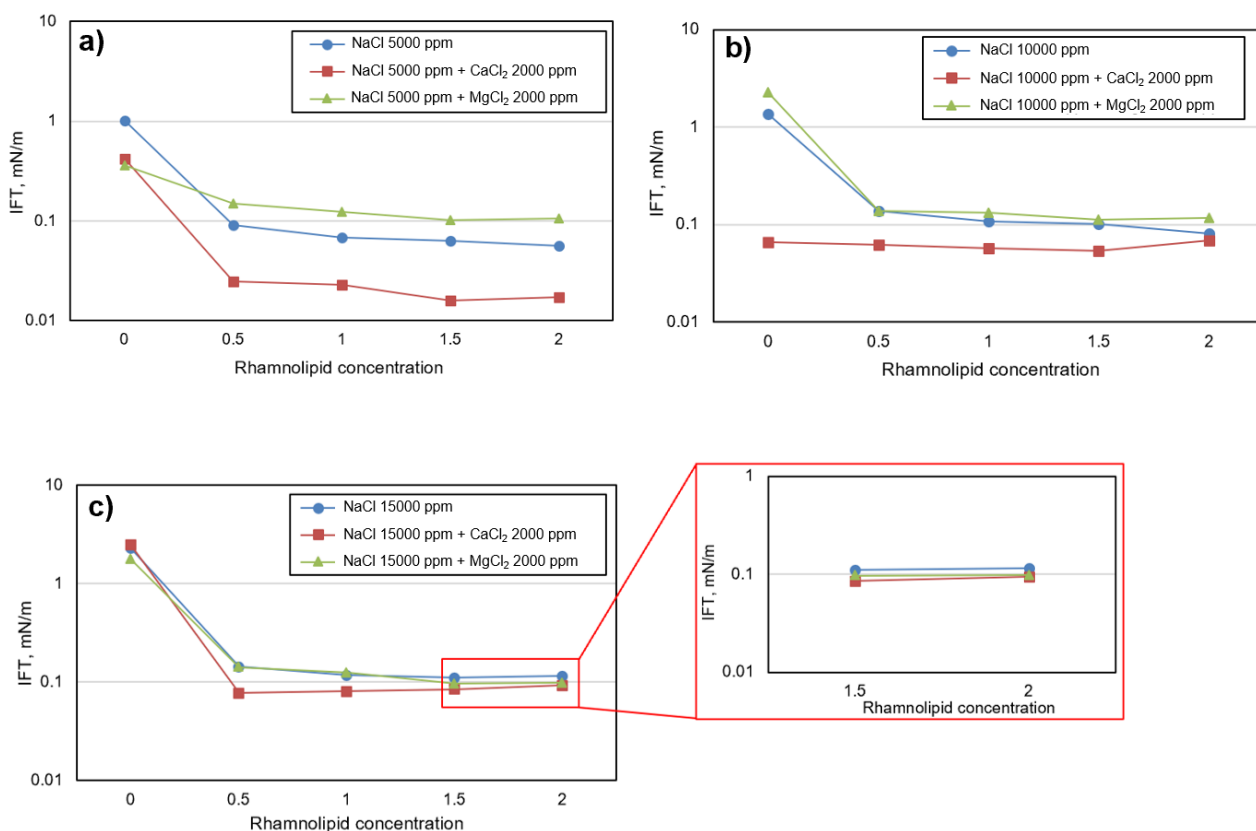 a)
NaCl 5000 ppm
NaCl 5000 ppm + CaCl₂ 2000 ppm
NaCl 5000 ppm + MgCl₂ 2000 ppm
10
1
0.1
0.01
IFT, mN/m
0
0.5
1
1.5
2
Rhamnolipid concentration
b)
NaCl 10000 ppm
NaCl 10000 ppm + CaCl₂ 2000 ppm
NaCl 10000 ppm + MgCl₂ 2000 ppm
10
1
0.1
0.01
IFT, mN/m
0
0.5
1
1.5
2
Rhamnolipid concentration
c)
NaCl 15000 ppm
NaCl 15000 ppm + CaCl₂ 2000 ppm
NaCl 15000 ppm + MgCl₂ 2000 ppm
10
1
0.1
0.01
IFT, mN/m
0
0.5
1
1.5
2
Rhamnolipid concentration
1
0.1
0.01
IFT, mN/m
1.5
2
Rhamnolipid concentration